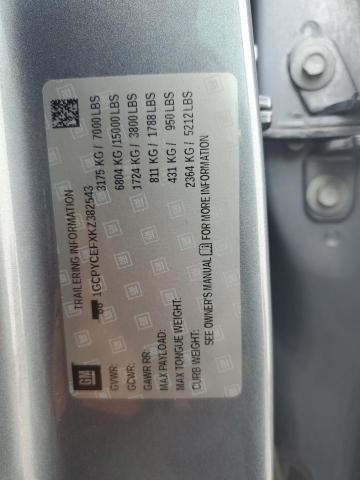 GM
TRAILERING INFORMATION
1GCPYCEFXKZ382543
GVWR: 3175 KG / 7000 LBS
GCWR: 6804 KG /15000 LBS
GAWR RR: 1724 KG / 3800 LBS
MAX PAYLOAD: 811 KG / 1788 LBS
MAX TONGUE WEIGHT: 431 KG / 950 LBS
CURB WEIGHT: 2364 KG / 5212 LBS
SEE OWNER'S MANUAL FOR MORE INFORMATION